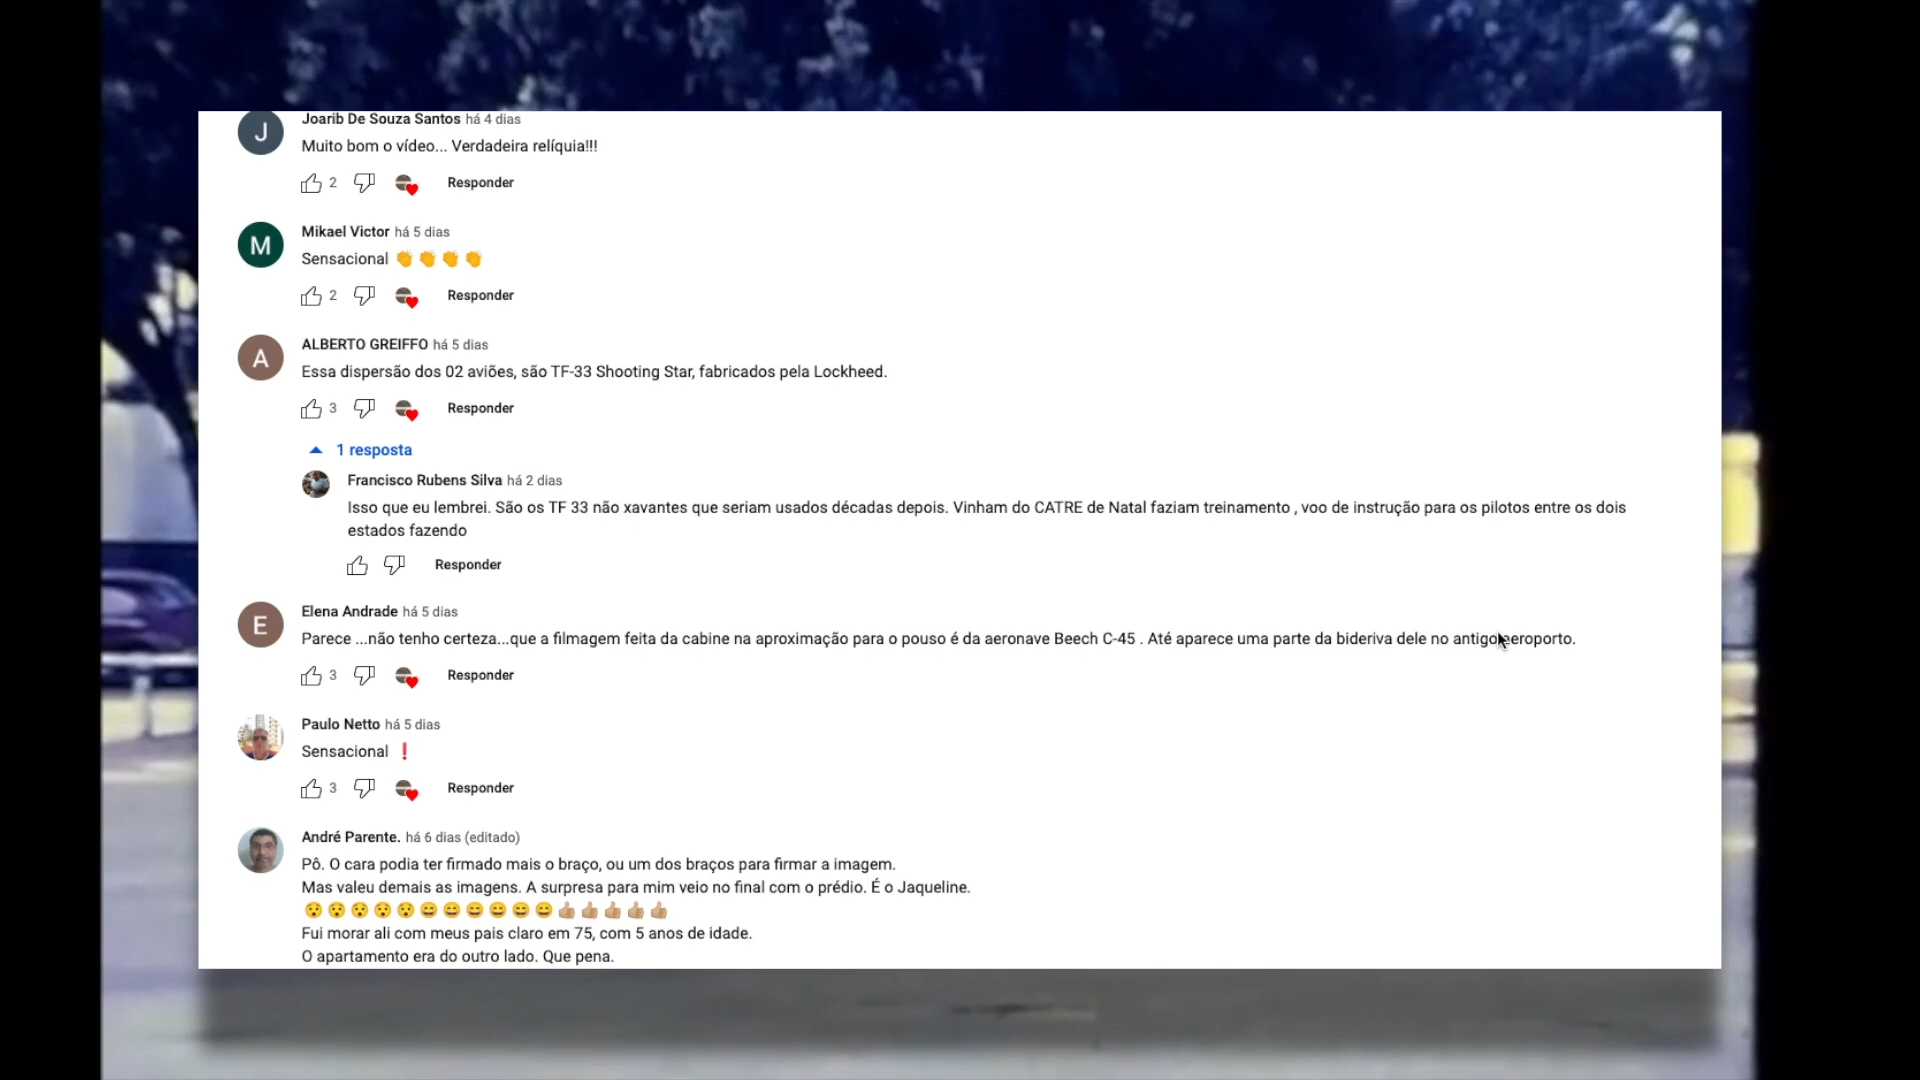 J
Joarib De Souza Santos há 4 dias
Muito bom o vídeo... Verdadeira relíquia!!!
2 Responder
M
Mikael Victor há 5 dias
Sensacional 👏👏👏👏
2 Responder
A
ALBERTO GREIFFO há 5 dias
Essa dispersão dos 02 aviões, são TF-33 Shooting Star, fabricados pela Lockheed.
3 Responder
1 resposta
Francisco Rubens Silva há 2 dias
Isso que eu lembrei. São os TF 33 não xavantes que seriam usados décadas depois. Vinham do CATRE de Natal faziam treinamento , voo de instrução para os pilotos entre os dois
estados fazendo
Responder
E
Elena Andrade há 5 dias
Parece ...não tenho certeza...que a filmagem feita da cabine na aproximação para o pouso é da aeronave Beech C-45 . Até aparece uma parte da bideriva dele no antigo aeroporto.
3 Responder
Paulo Netto há 5 dias
Sensacional ❗
3 Responder
André Parente. há 6 dias (editado)
Pô. O cara podia ter firmado mais o braço, ou um dos braços para firmar a imagem.
Mas valeu demais as imagens. A surpresa para mim veio no final com o prédio. É o Jaqueline.
😯😯😯😯😯😄😄😄😄😄😄👍🏽👍🏽👍🏽👍🏽👍🏽
Fui morar ali com meus pais claro em 75, com 5 anos de idade.
O apartamento era do outro lado. Que pena.